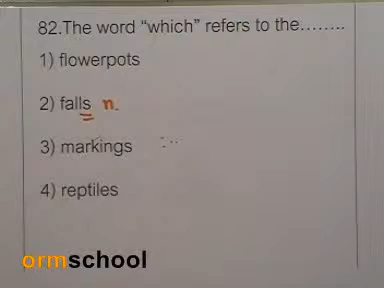 82.The word “which” refers to the........
1) flowerpots
2) falls n.
3) markings
4) reptiles
ormschool